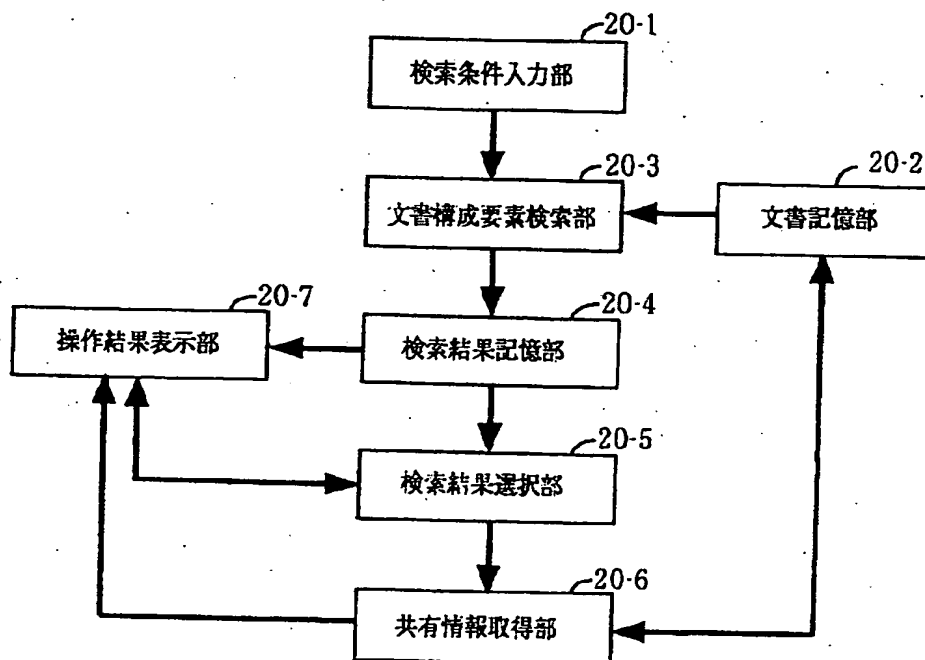 20-1
検索条件入力部
20-3
文書構成要素検索部
20-2
文書記憶部
20-7
操作結果表示部
20-4
検索結果記憶部
20-5
検索結果選択部
20-6
共有情報取得部